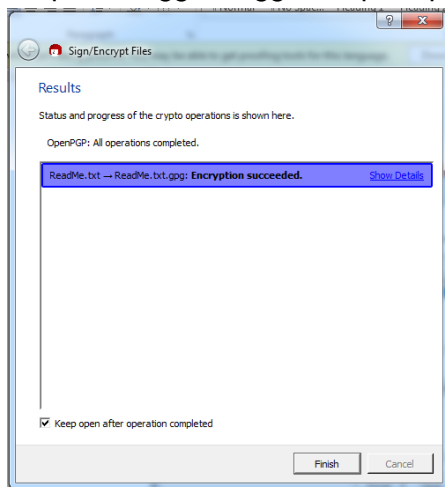 Sign/Encrypt Files
Results
Status and progress of the crypto operations is shown here.
OpenPGP: All operations completed.
ReadMe.txt → ReadMe.txt.gpg: Encryption succeeded. Show Details
Keep open after operation completed
Finish Cancel